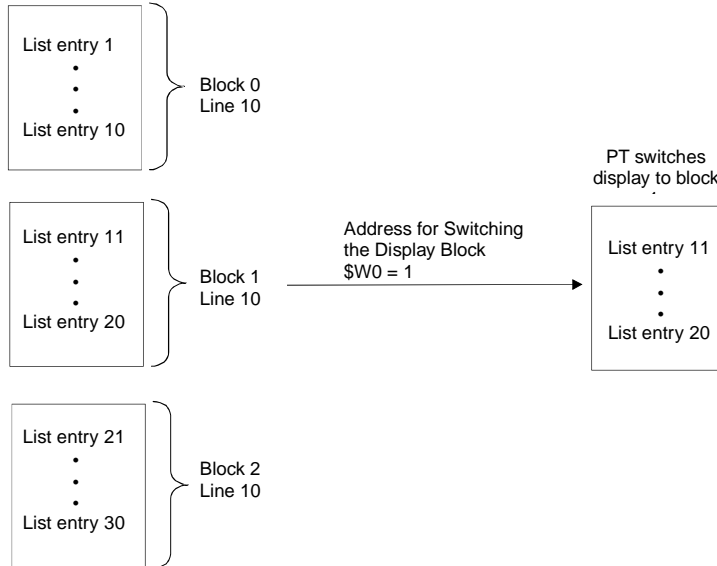 List entry 1
List entry 10
Block 0
Line 10
PT switches
display to block
List entry 11
List entry 20
Block 1
Line 10
Address for Switching
the Display Block
$W0 = 1
List entry 11
List entry 20
List entry 21
List entry 30
Block 2
Line 10